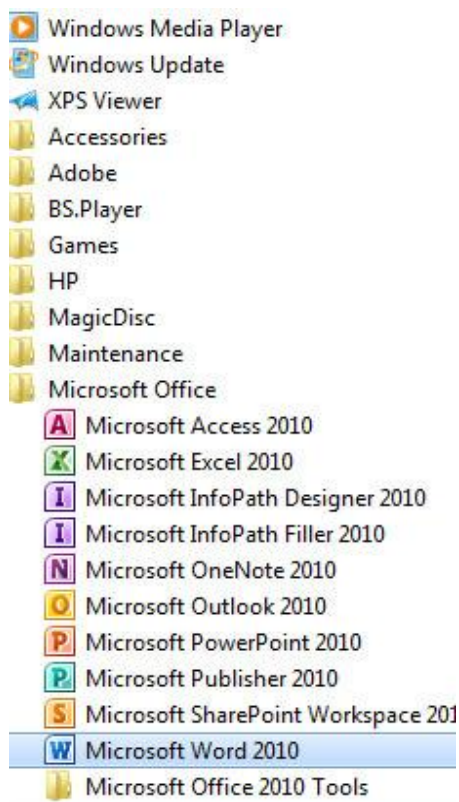 Windows Media Player
Windows Update
XPS Viewer
Accessories
Adobe
BS.Player
Games
HP
MagicDisc
Maintenance
Microsoft Office
A Microsoft Access 2010
X Microsoft Excel 2010
I Microsoft InfoPath Designer 2010
I Microsoft InfoPath Filler 2010
N Microsoft OneNote 2010
O Microsoft Outlook 2010
P Microsoft PowerPoint 2010
P Microsoft Publisher 2010
S Microsoft SharePoint Workspace 201
W Microsoft Word 2010
Microsoft Office 2010 Tools